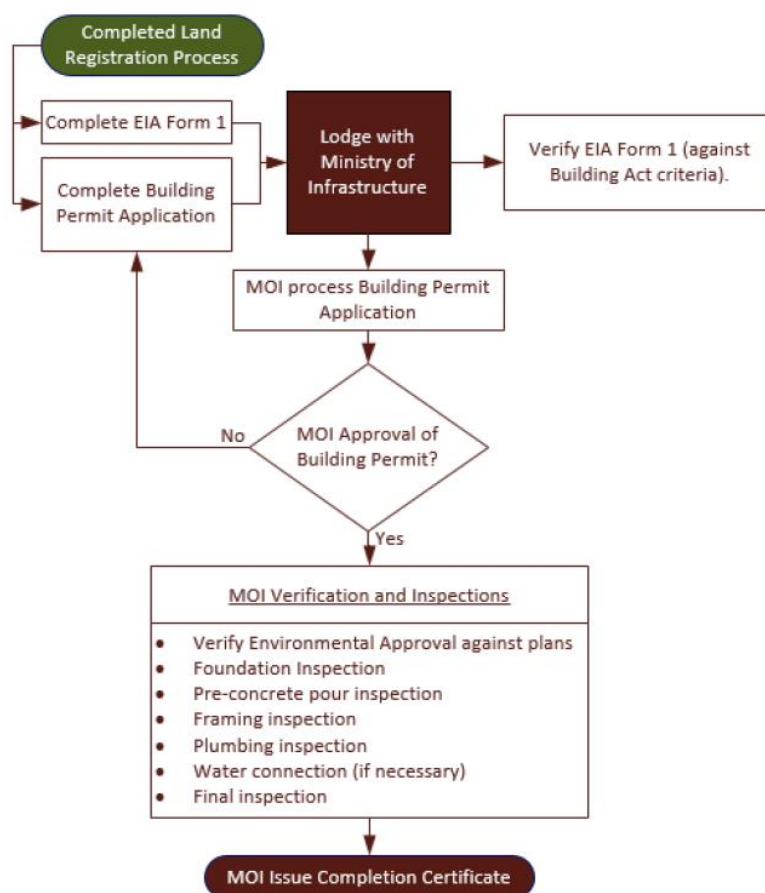 Completed Land
Registration Process
Complete EIA Form 1
Complete Building
Permit Application
Lodge with
Ministry of
Infrastructure
Verify EIA Form 1 (against
Building Act criteria).
MOI process Building Permit
Application
MOI Approval of
Building Permit?
No
Yes
MOI Verification and Inspections
• Verify Environmental Approval against plans
• Foundation Inspection
• Pre-concrete pour inspection
• Framing inspection
• Plumbing inspection
• Water connection (if necessary)
• Final inspection
MOI Issue Completion Certificate